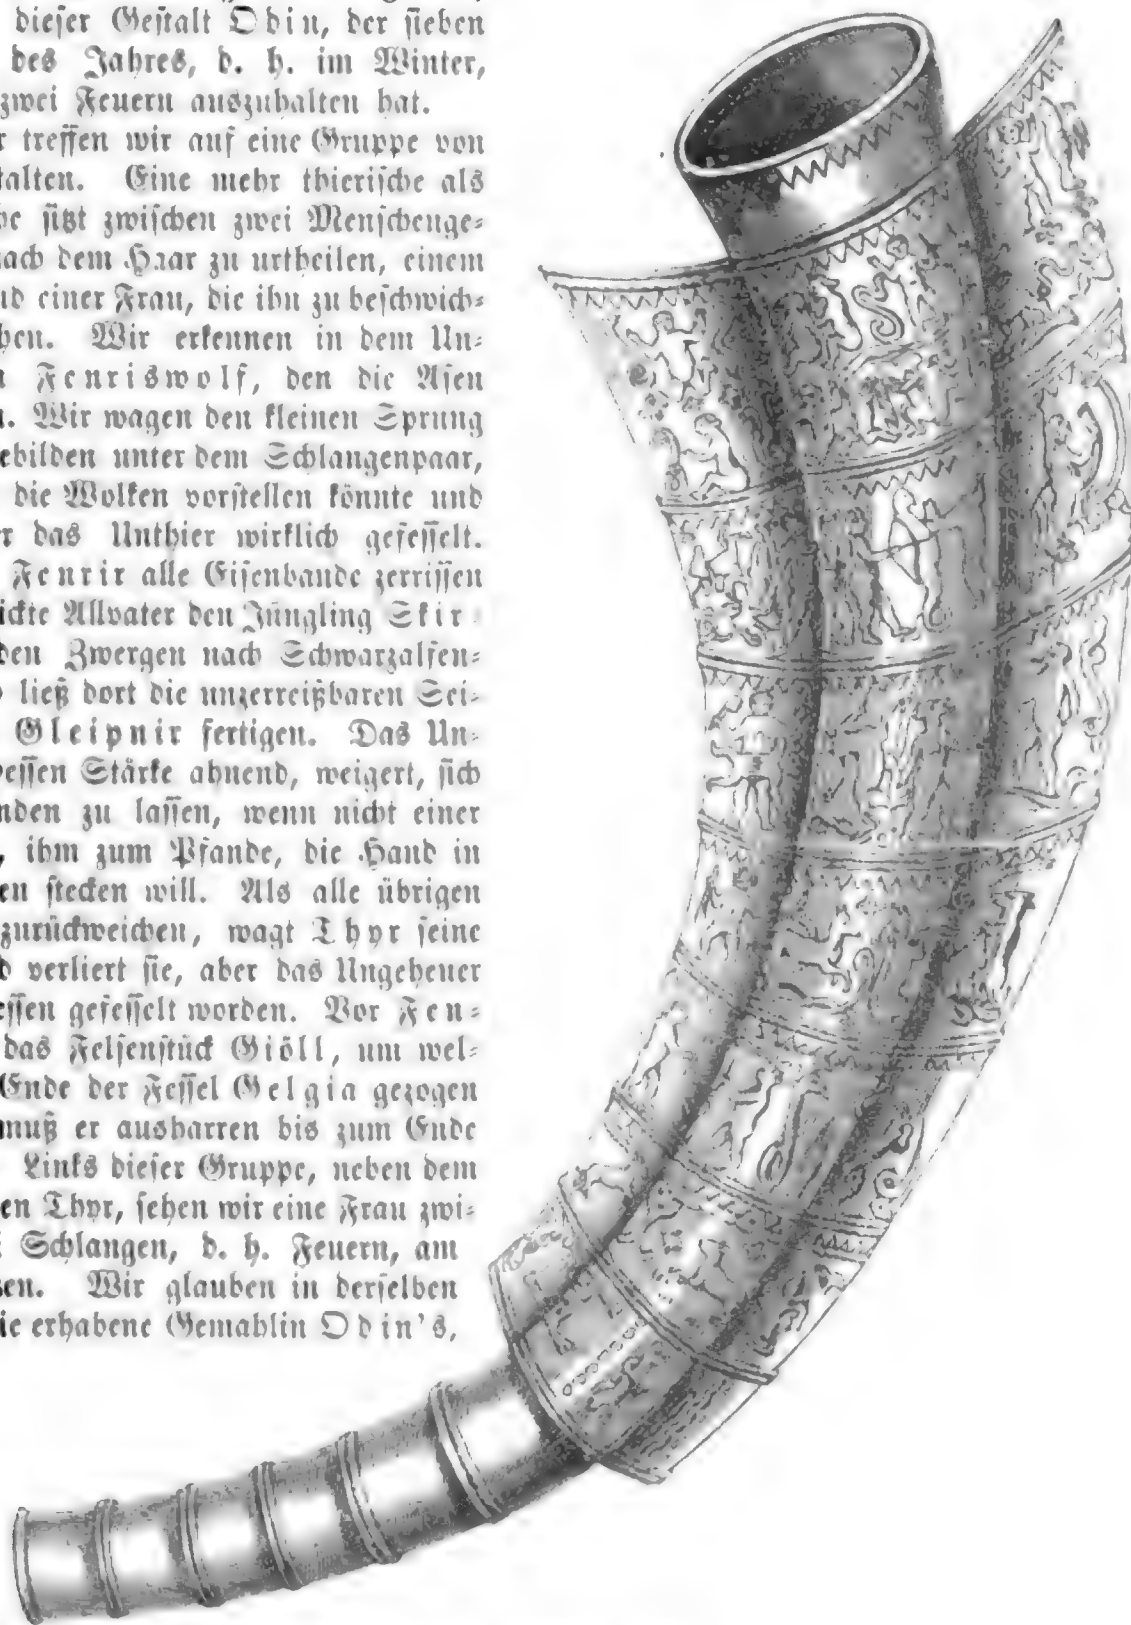 dieser Gestalt Odin, der sieben
des Jahres, d. h. im Winter,
zwei Feuern auszuhalten hat.
r treffen wir auf eine Gruppe von
talten. Eine mehr thierische als
be sitzt zwischen zwei Menschenge-
nach dem Haar zu urtheilen, einem
nd einer Frau, die ihn zu beschwich-
hen. Wir erkennen in dem Un-
n Fenriswolf, den die Asen
n. Wir wagen den kleinen Sprung
ebilden unter dem Schlangenpaar,
die Wolken vorstellen könnte und
er das Unthier wirklich gefesselt.
Fenrir alle Eisenbande zerrissen
ickte Allvater den Jüngling Skir
den Zwergen nach Schwarzalfen-
d ließ dort die unzerreißbaren Sei-
Gleipnir fertigen. Das Un-
dessen Stärke ahnend, weigert, sich
nden zu lassen, wenn nicht einer
, ihm zum Pfande, die Hand in
en stecken will. Als alle übrigen
zurückweichen, wagt Thyr seine
d verliert sie, aber das Ungeheuer
essen gefesselt worden. Vor Fen-
das Felsenstück Giöll, um wel-
Ende der Fessel Gelgia gezogen
muß er ausharren bis zum Ende
Links dieser Gruppe, neben dem
en Thyr, sehen wir eine Frau zwi-
i Schlangen, d. h. Feuern, am
zen. Wir glauben in derselben
ie erhabene Gemahlin Odin's,